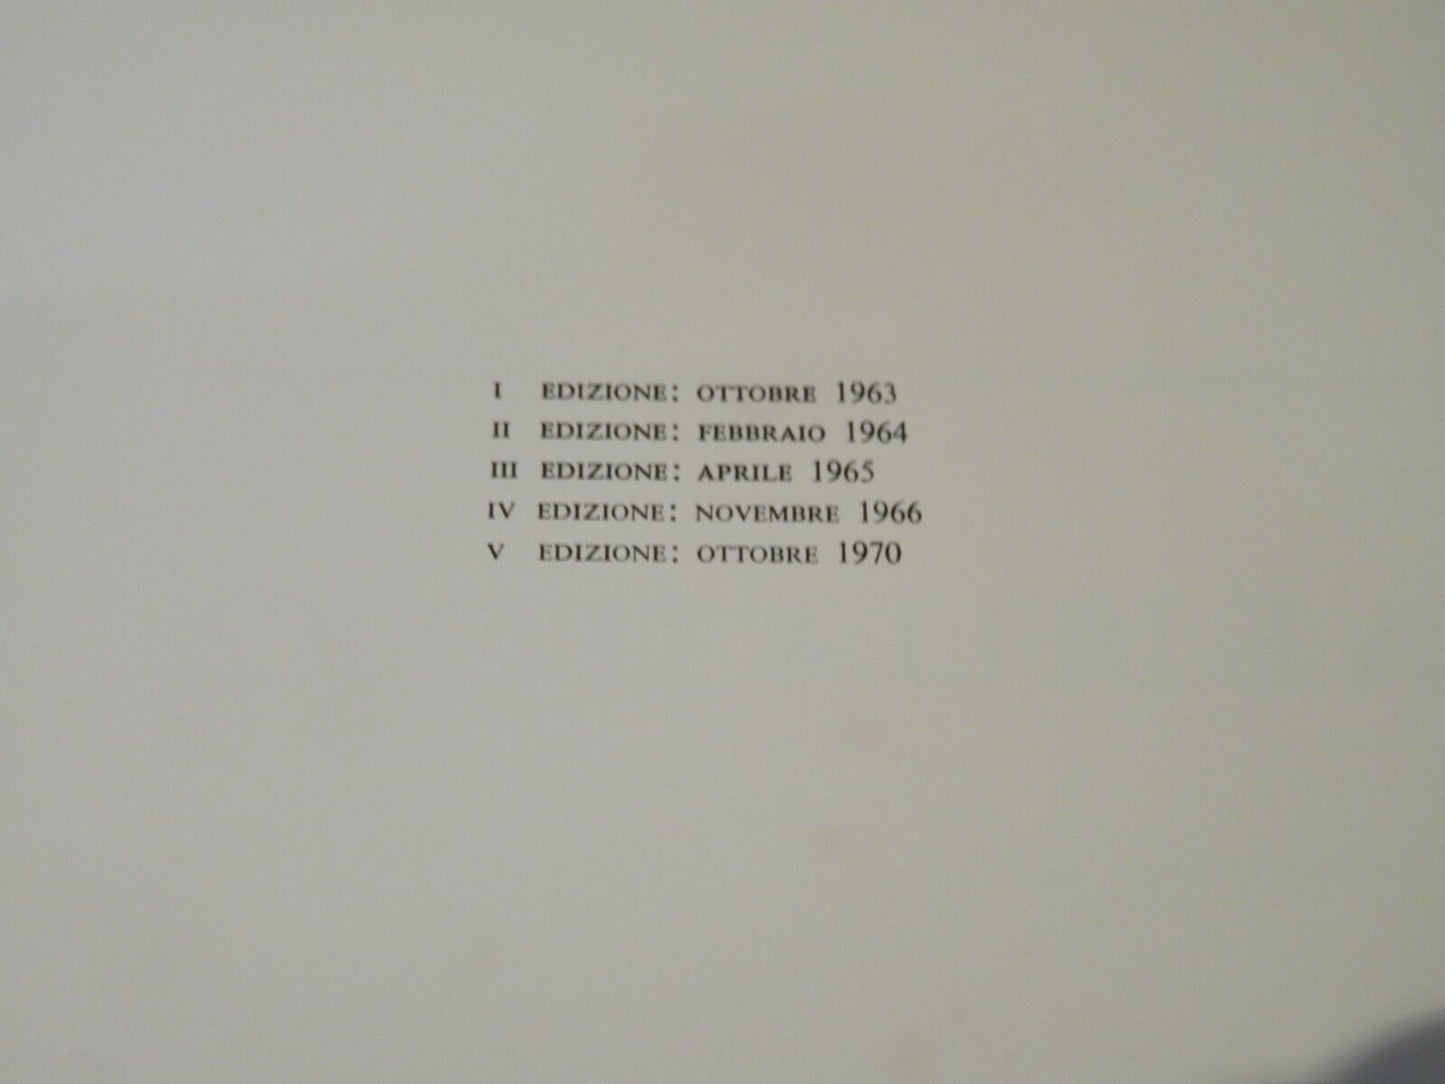 I EDIZIONE: OTTOBRE 1963
II EDIZIONE: FEBBRAIO 1964
III EDIZIONE: APRILE 1965
IV EDIZIONE: NOVEMBRE 1966
V EDIZIONE: OTTOBRE 1970